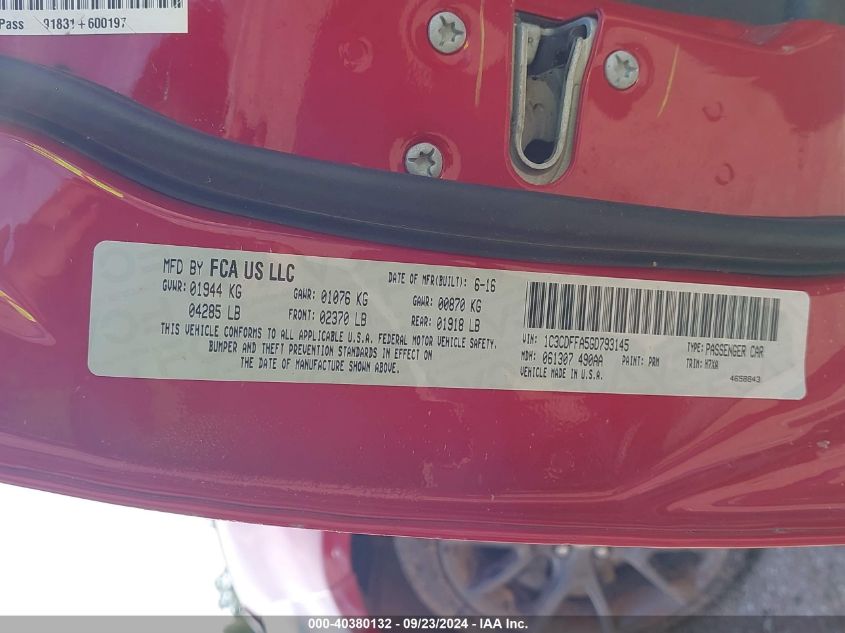 Pass 91831+600197
MFD BY FCA US LLC
DATE OF MFR(BUILT): 6-16
GVWR: 01944 KG GAWR: 01076 KG GAWR: 00870 KG
04285 LB FRONT: 02370 LB REAR: 01918 LB
THIS VEHICLE CONFORMS TO ALL APPLICABLE U.S.A. FEDERAL MOTOR VEHICLE SAFETY,
BUMPER AND THEFT PREVENTION STANDARDS IN EFFECT ON
THE DATE OF MANUFACTURE SHOWN ABOVE.
VIN: 1C3CDFFA5GD793145 TYPE: PASSENGER CAR
MDH: 061307 490AA PAINT: PRM TRIM: H7XA
VEHICLE MADE IN U.S.A. 4658843
000-40380132 - 09/23/2024 - IAA Inc.